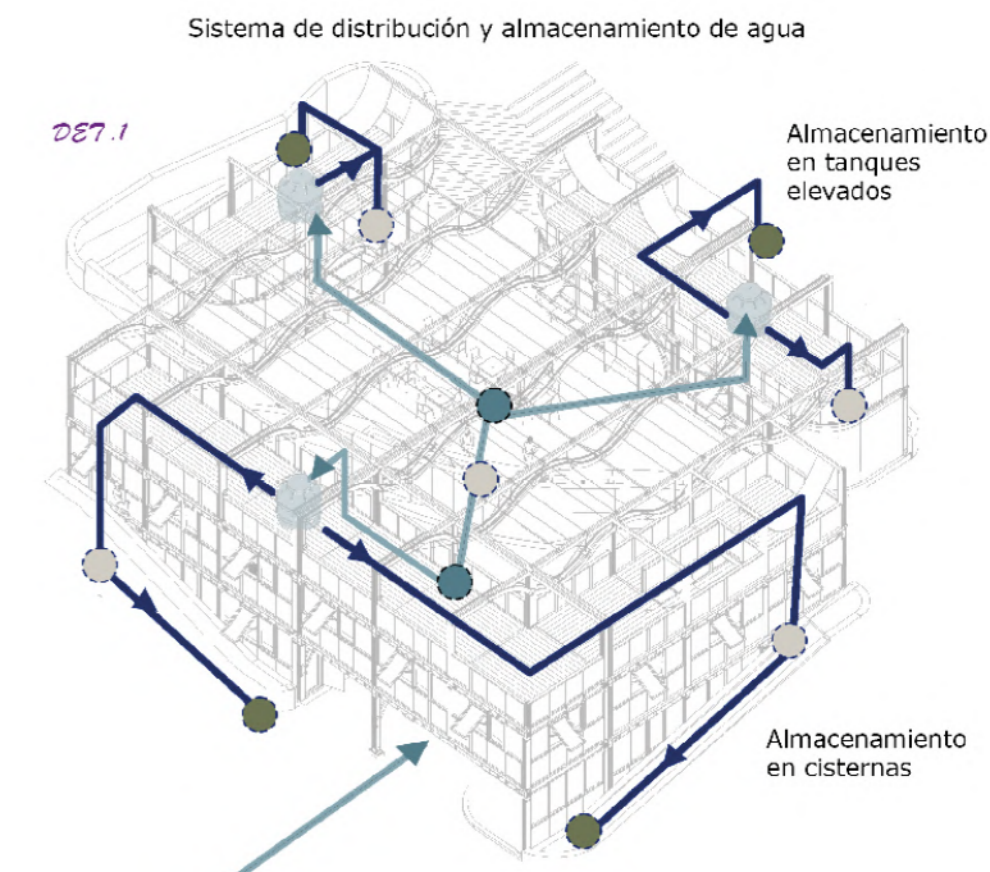 Sistema de distribución y almacenamiento de agua
DET.1
Almacenamiento
en tanques
elevados
Almacenamiento
en cisternas